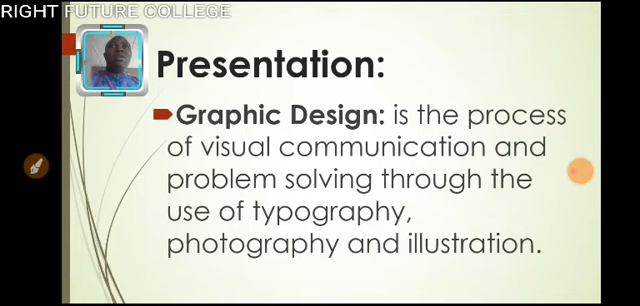 RIGHT FUTURE COLLEGE
Presentation:
Graphic Design: is the process
of visual communication and
problem solving through the
use of typography,
photography and illustration.